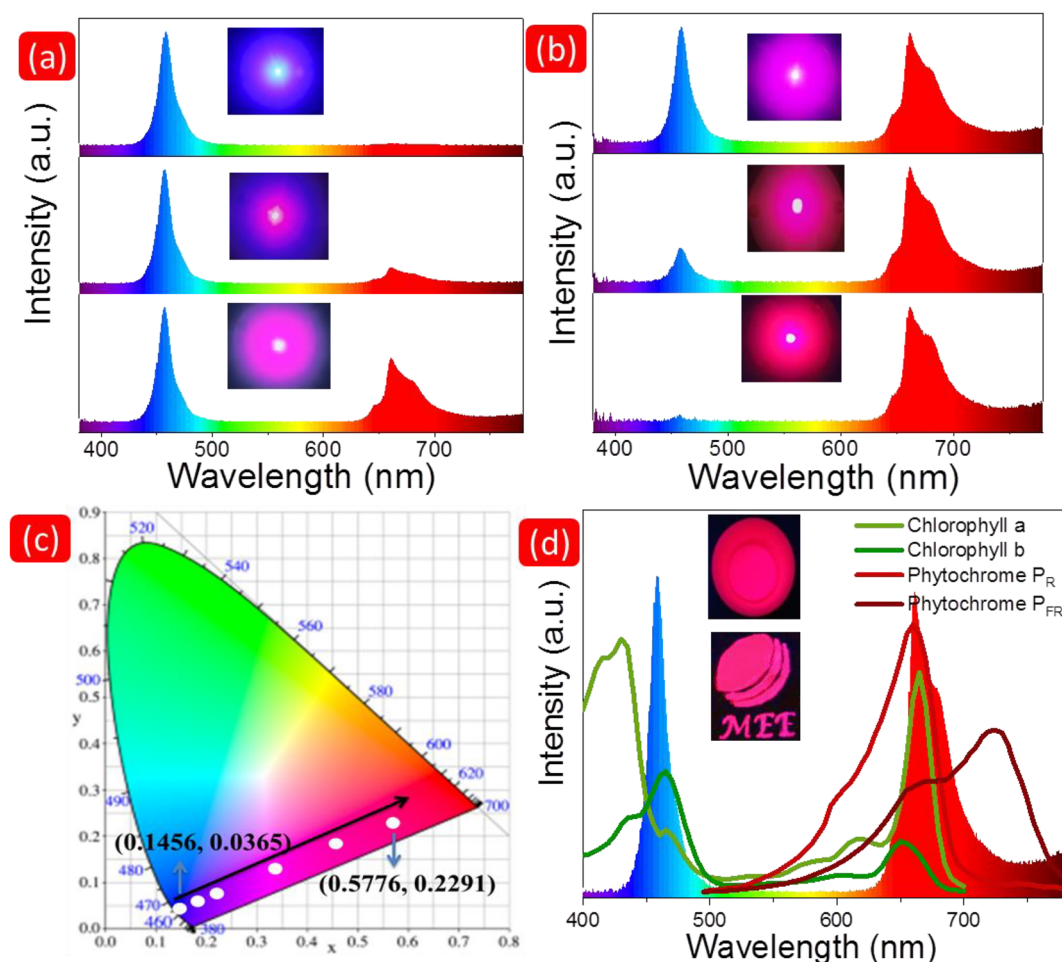 (a)
Intensity (a.u.)
400 500 600 700
Wavelength (nm)
(b)
Intensity (a.u.)
400 500 600 700
Wavelength (nm)
(c)
0.9
0.8
0.7
0.6
0.5
y
0.4
0.3
0.2
0.1
0.0
0.0 0.1 0.2 0.3 0.4 0.5 0.6 0.7 0.8
x
520
540
560
500
580
600
620
490
700
480
470
460
380
(0.1456, 0.0365)
(0.5776, 0.2291)
(d)
Chlorophyll a
Chlorophyll b
Phytochrome PR
Phytochrome PFR
MEE
Intensity (a.u.)
400 500 600 700
Wavelength (nm)